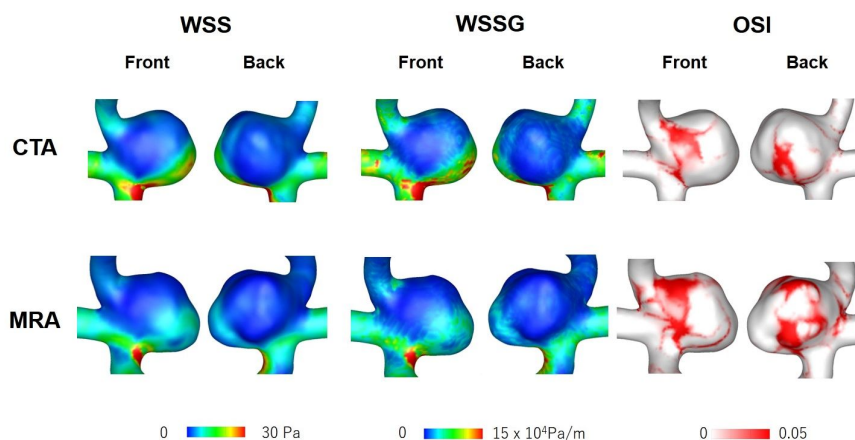 WSS WSSG OSI
Front Back Front Back Front Back
CTA
MRA
0 30 Pa 0 15 x 10⁴Pa/m 0 0.05